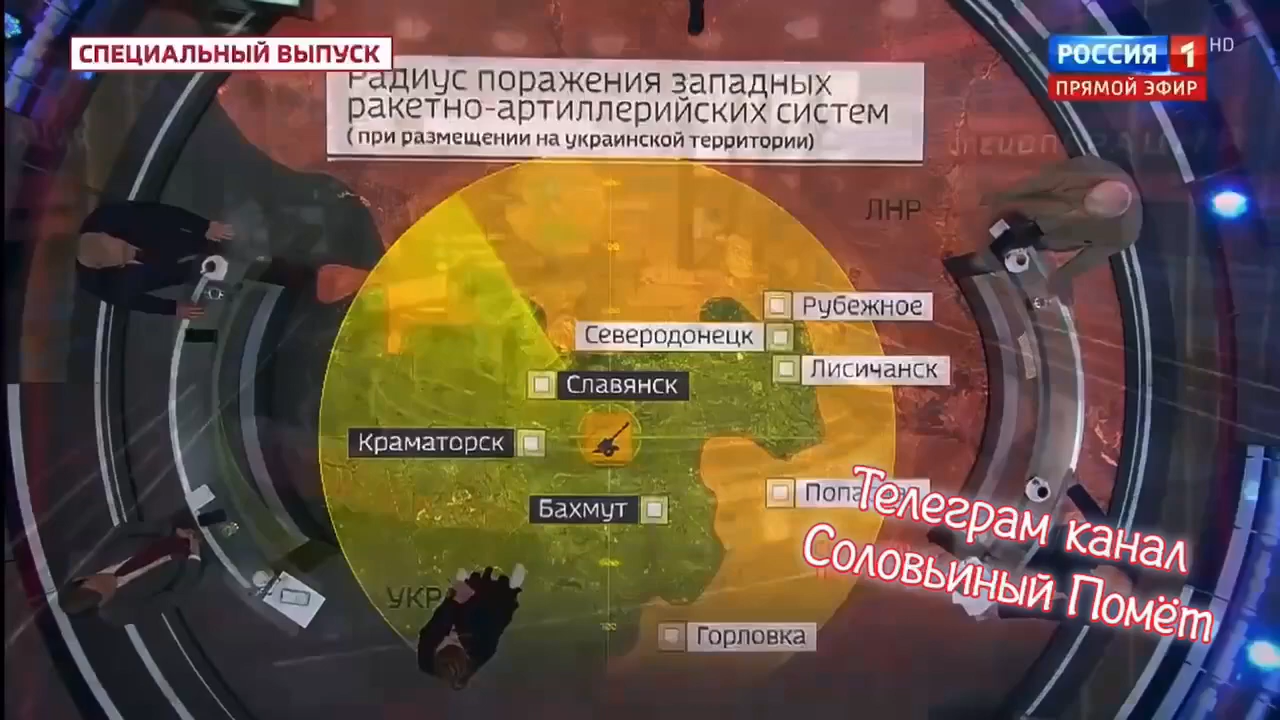 СПЕЦИАЛЬНЫЙ ВЫПУСК
РОССИЯ 1 HD
ПРЯМОЙ ЭФИР
Радиус поражения западных
ракетно-артиллерийских систем
( при размещении на украинской территории)
ЛНР
Рубежное
Северодонецк
Лисичанск
Славянск
Краматорск
Бахмут
Горловка
Телеграм канал
Соловьиный Помёт